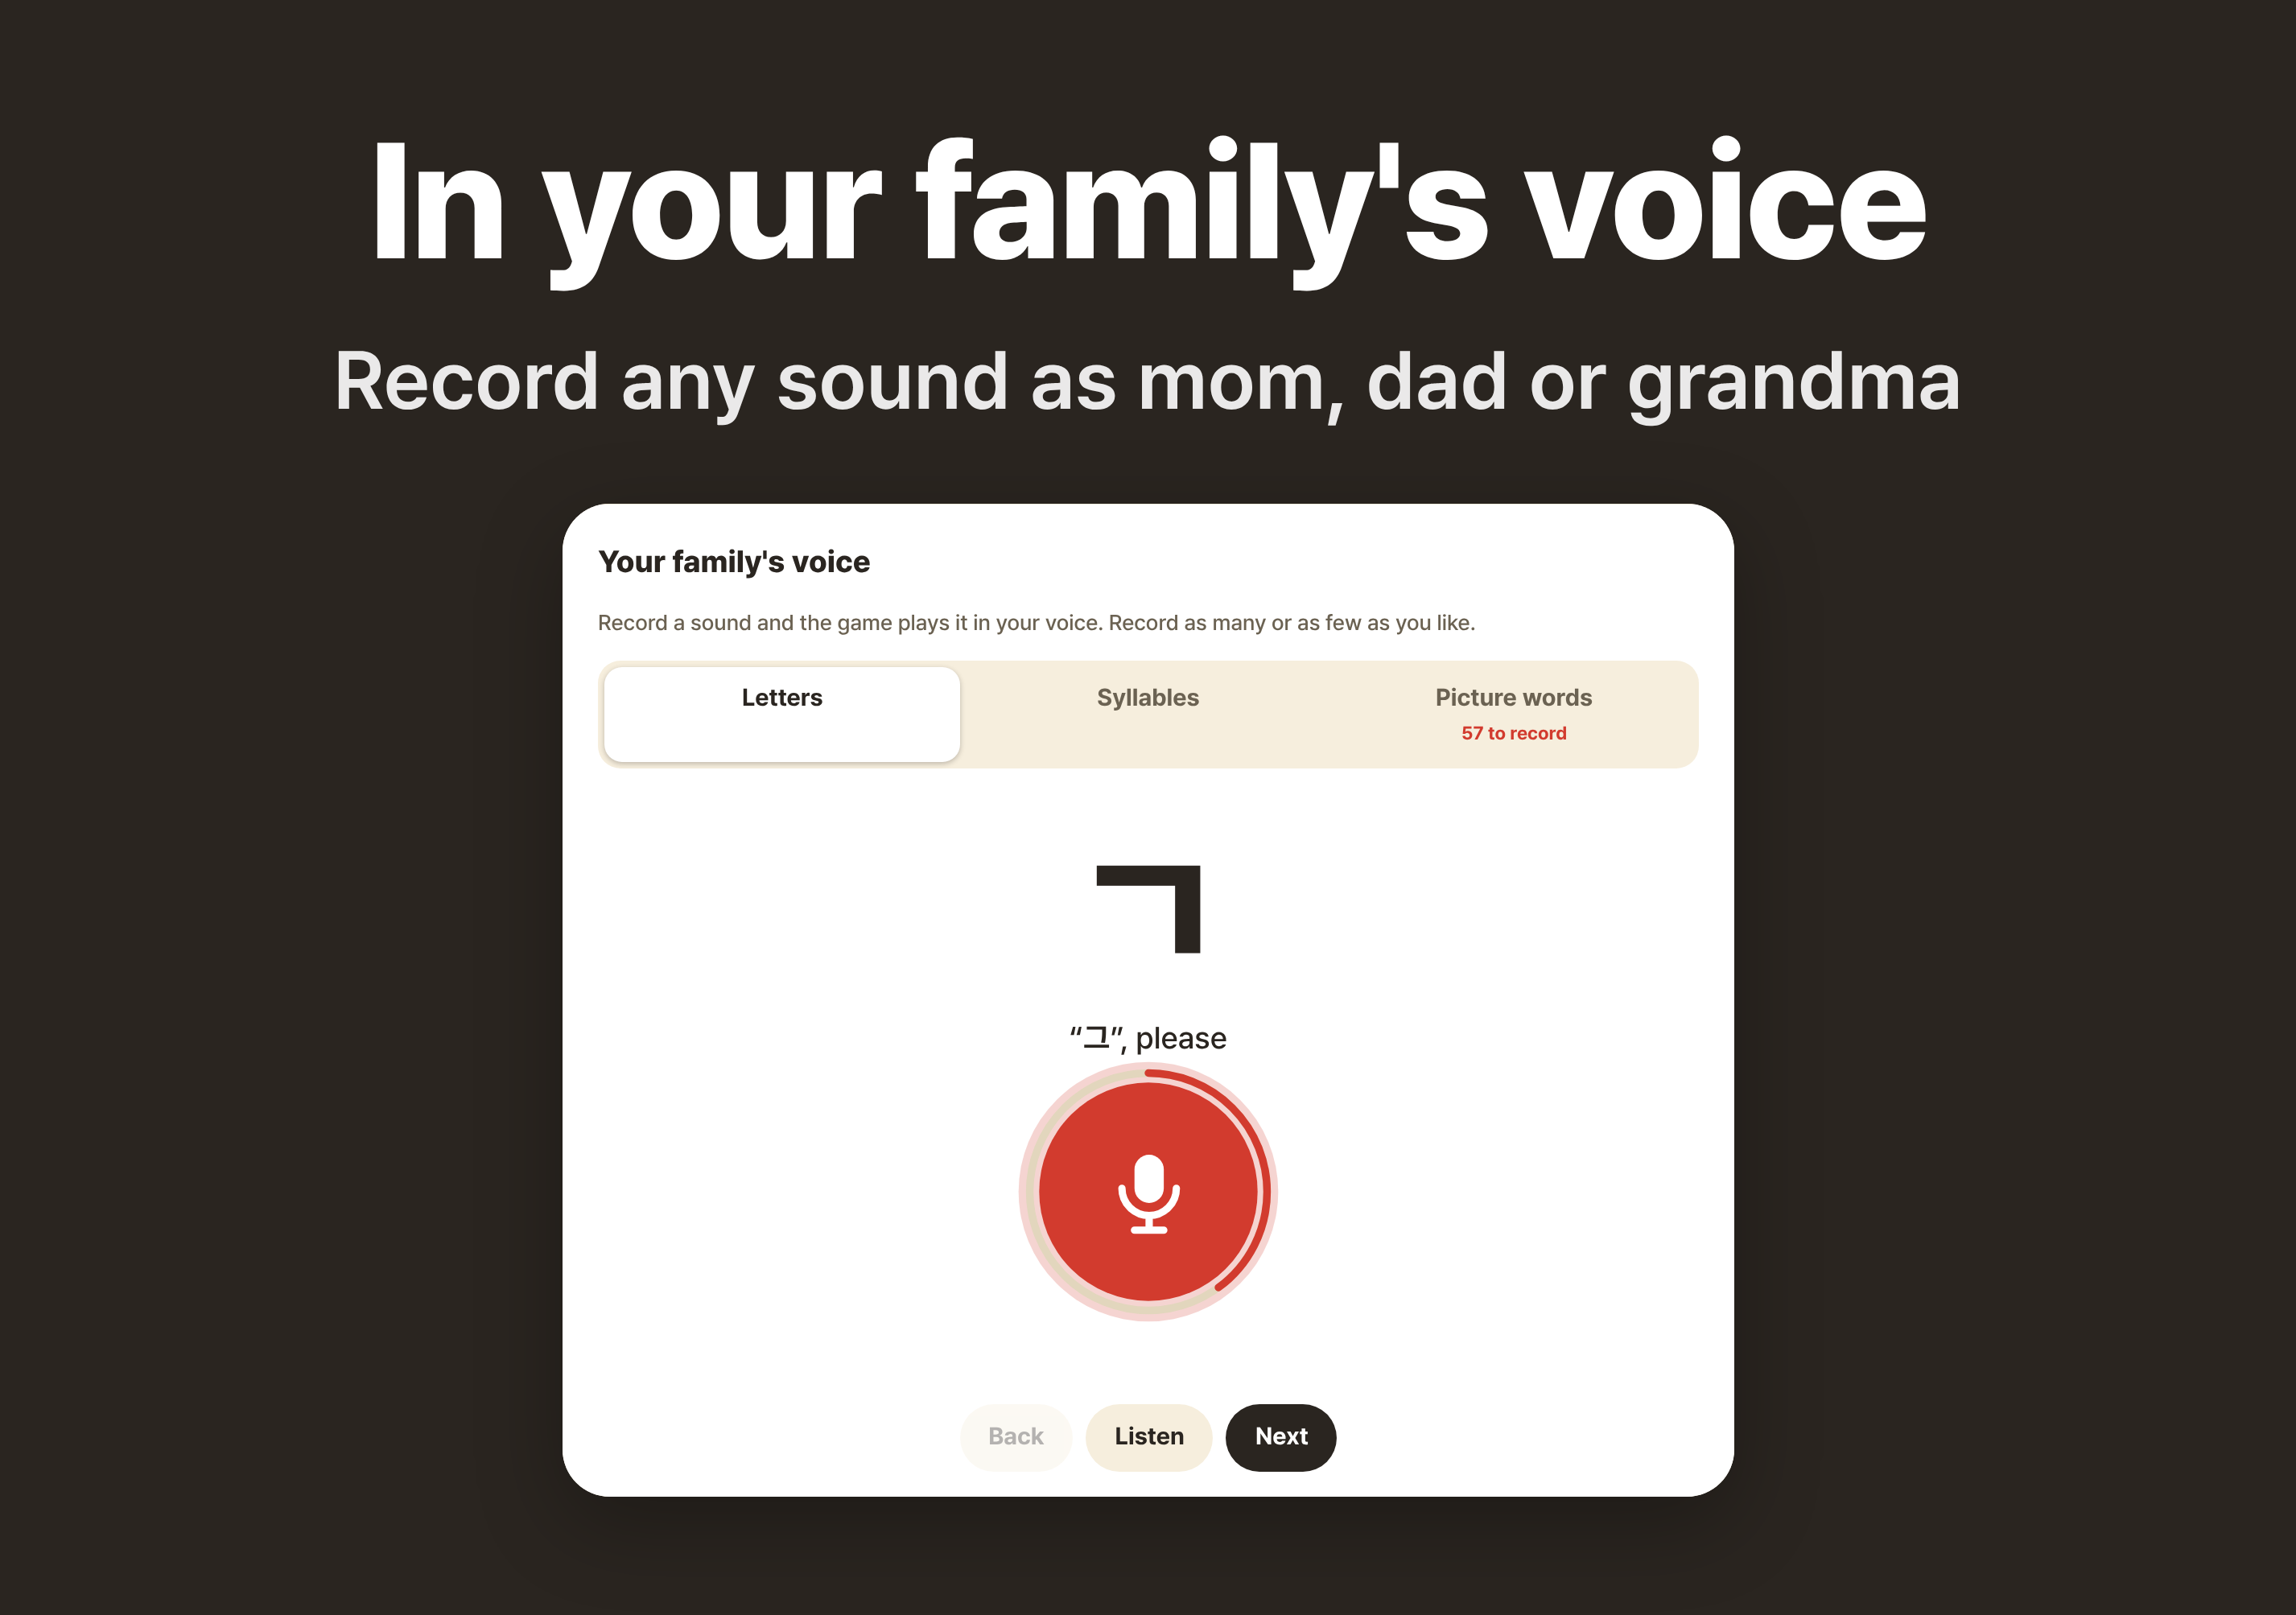 In your family's voice
Record any sound as mom, dad or grandma
Your family's voice
Record a sound and the game plays it in your voice. Record as many or as few as you like.
Letters
Syllables
Picture words
57 to record
ㄱ
“그”, please
Back
Listen
Next